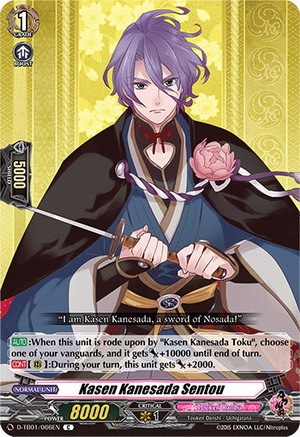 1
GRADE
BOOST
5000
SHIELD
"I am Kasen Kanesada, a sword of Nosada!"
AUTO:When this unit is rode upon by "Kasen Kanesada Toku", choose
one of your vanguards, and it gets +10000 until end of turn.
CONT []:During your turn, this unit gets +2000.
NORMAL UNIT
Kasen Kanesada Sentou
POWER 8000
CRITICAL 1
D-TB01/066EN C
Touken Danshi - Uchigatana
©2015 EXNOA LLC/Nitroplus